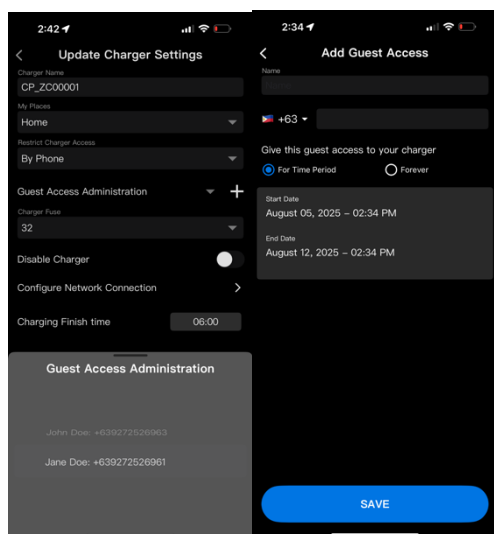 2:42
Update Charger Settings
Charger Name
CP_ZC00001
My Places
Home
Restrict Charger Access
By Phone
Guest Access Administration
Charger Fuse
32
Disable Charger
Configure Network Connection
Charging Finish time
06:00
Guest Access Administration
John Doe: +639272526963
Jane Doe: +639272526961
2:34
Add Guest Access
Name
+63
Give this guest access to your charger
For Time Period
Forever
Start Date
August 05, 2025 – 02:34 PM
End Date
August 12, 2025 – 02:34 PM
SAVE